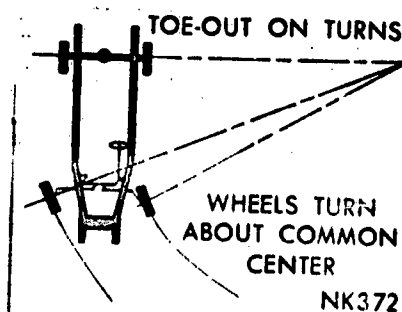 TOE-OUT ON TURNS
WHEELS TURN
ABOUT COMMON
CENTER
NK372